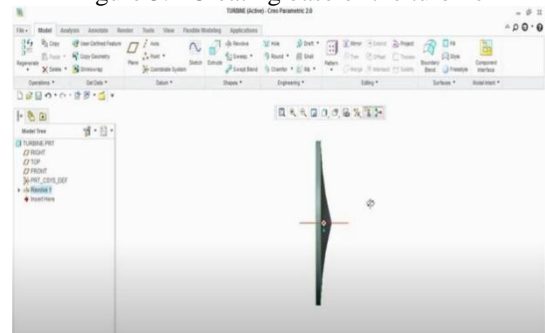 TURBINE (Active) - Creo Parametric 2.0
File Model Analysis Annotate Render Tools View Flexible Modeling Applications
Regenerate
Copy
Paste
Delete
User-Defined Feature
Copy Geometry
Shrinkwrap
Plane
Axis
Point
Coordinate System
Sketch
Extrude
Revolve
Sweep
Swept Blend
Hole
Round
Chamfer
Draft
Shell
Rib
Pattern
Mirror
Trim
Merge
Extend
Offset
Intersect
Project
Thicken
Solidify
Boundary Blend
Fill
Style
Freestyle
Component Interface
Operations Get Data Datum Shapes Engineering Editing Surfaces Model Intent
Model Tree
TURBINE.PRT
RIGHT
TOP
FRONT
PRT_CSYS_DEF
Revolve 1
Insert Here